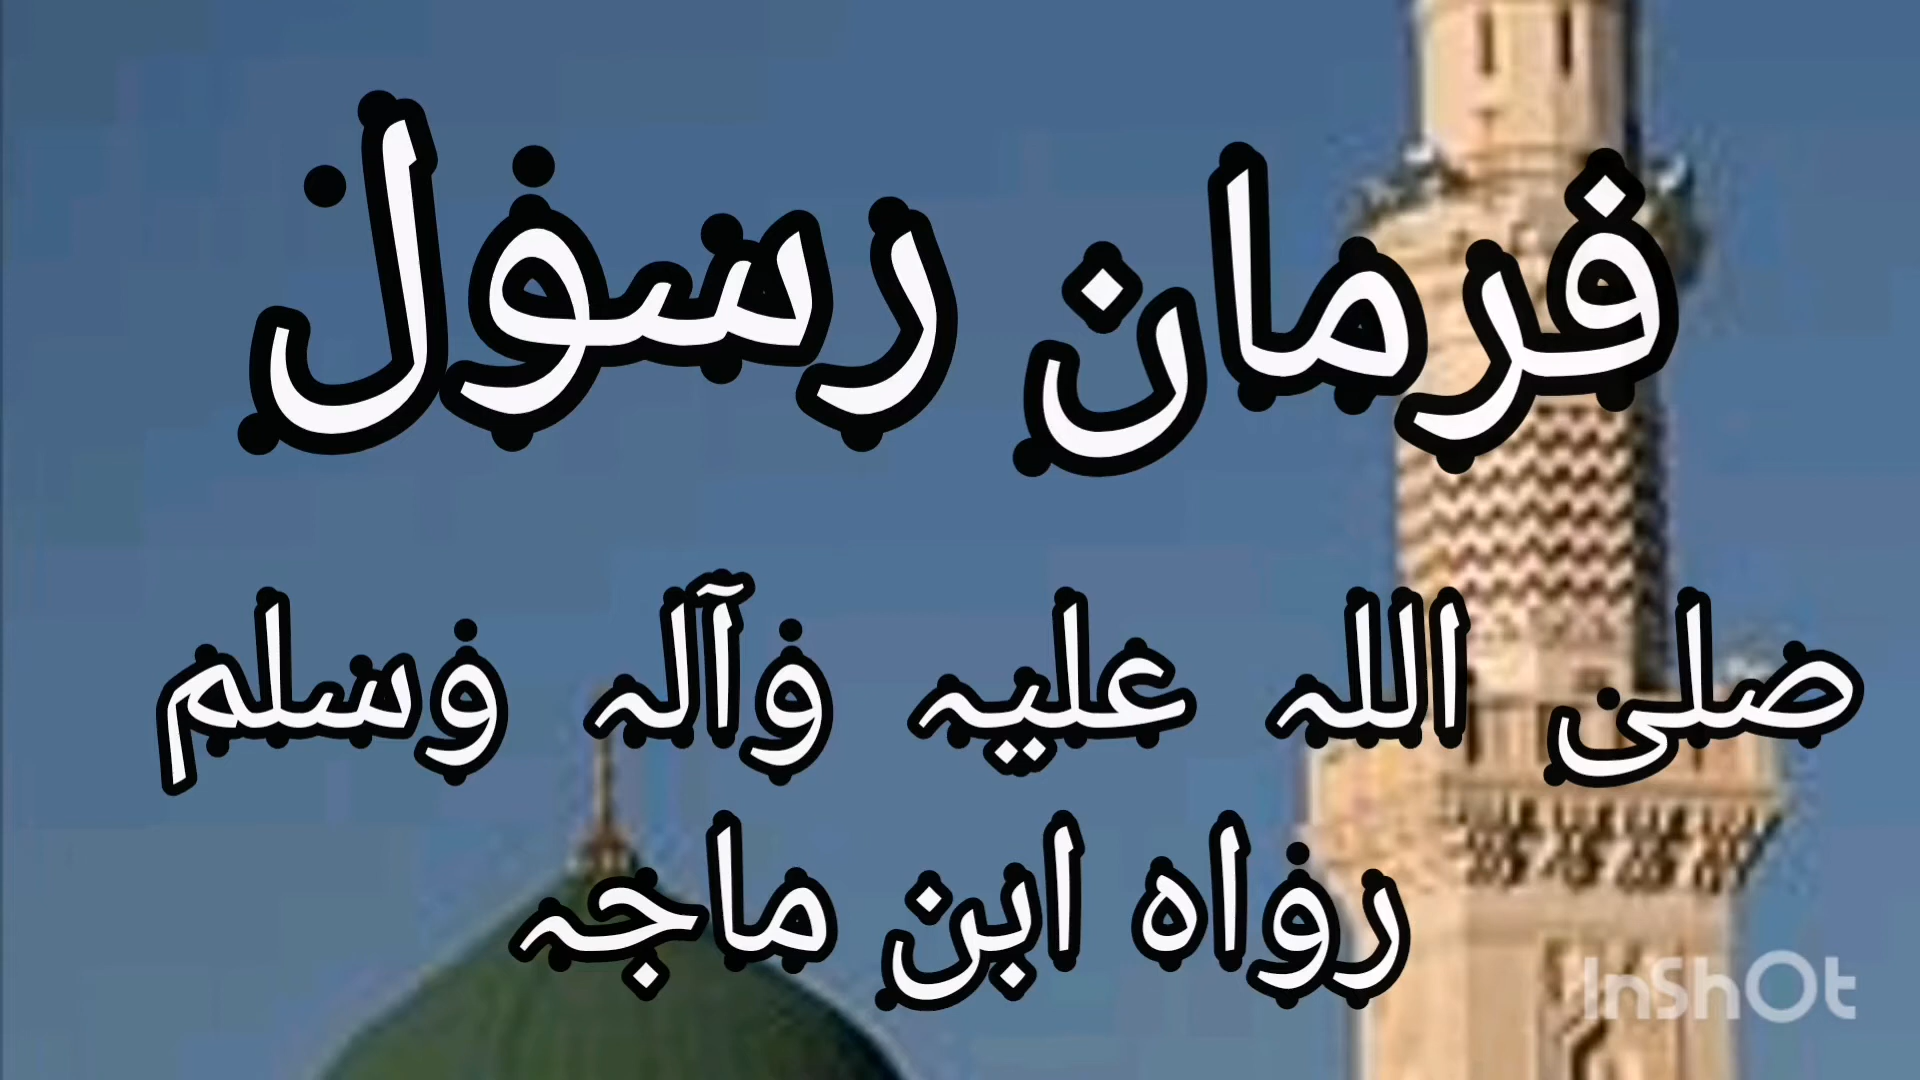 فرمان رسول
صلی اللہ علیہ وآلہ وسلم
رواہ ابن ماجہ
InShOt